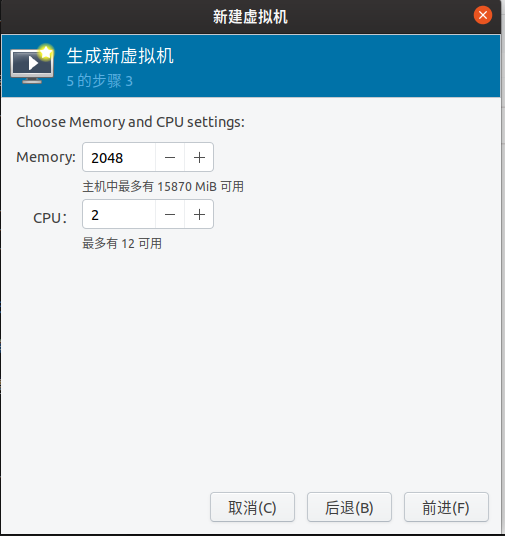 新建虚拟机
生成新虚拟机
5 的步骤 3
Choose Memory and CPU settings:
Memory: 2048 − +
主机中最多有 15870 MiB 可用
CPU： 2 − +
最多有 12 可用
取消(C) 后退(B) 前进(F)